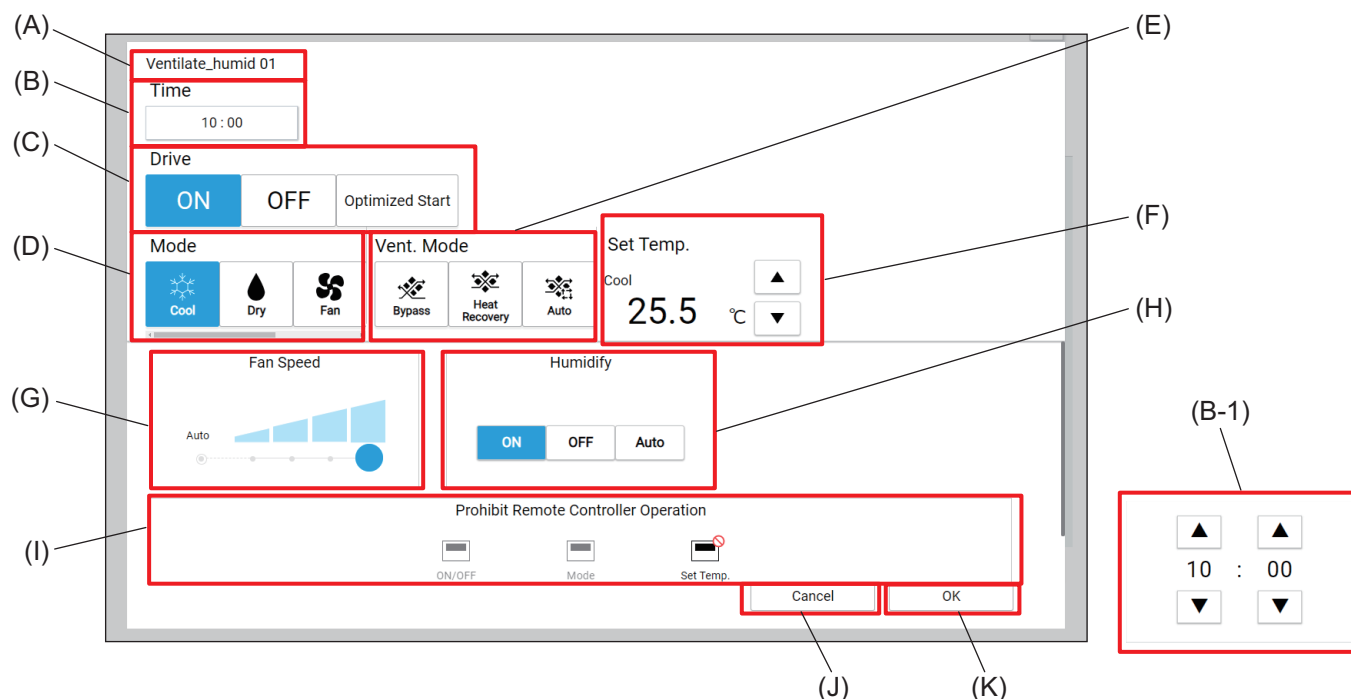 (A)
(E)
Ventilate_humid 01
(B)
Time
10 : 00
(C)
Drive
ON
OFF
Optimized Start
(D)
Mode
Cool
Dry
Fan
Vent. Mode
Bypass
Heat
Recovery
Auto
Set Temp.
Cool
25.5
℃
▲
▼
(F)
(H)
(G)
Fan Speed
Auto
Humidify
ON
OFF
Auto
(B-1)
▲
▲
10 : 00
▼
▼
(I)
Prohibit Remote Controller Operation
ON/OFF
Mode
Set Temp.
Cancel
OK
(J)
(K)